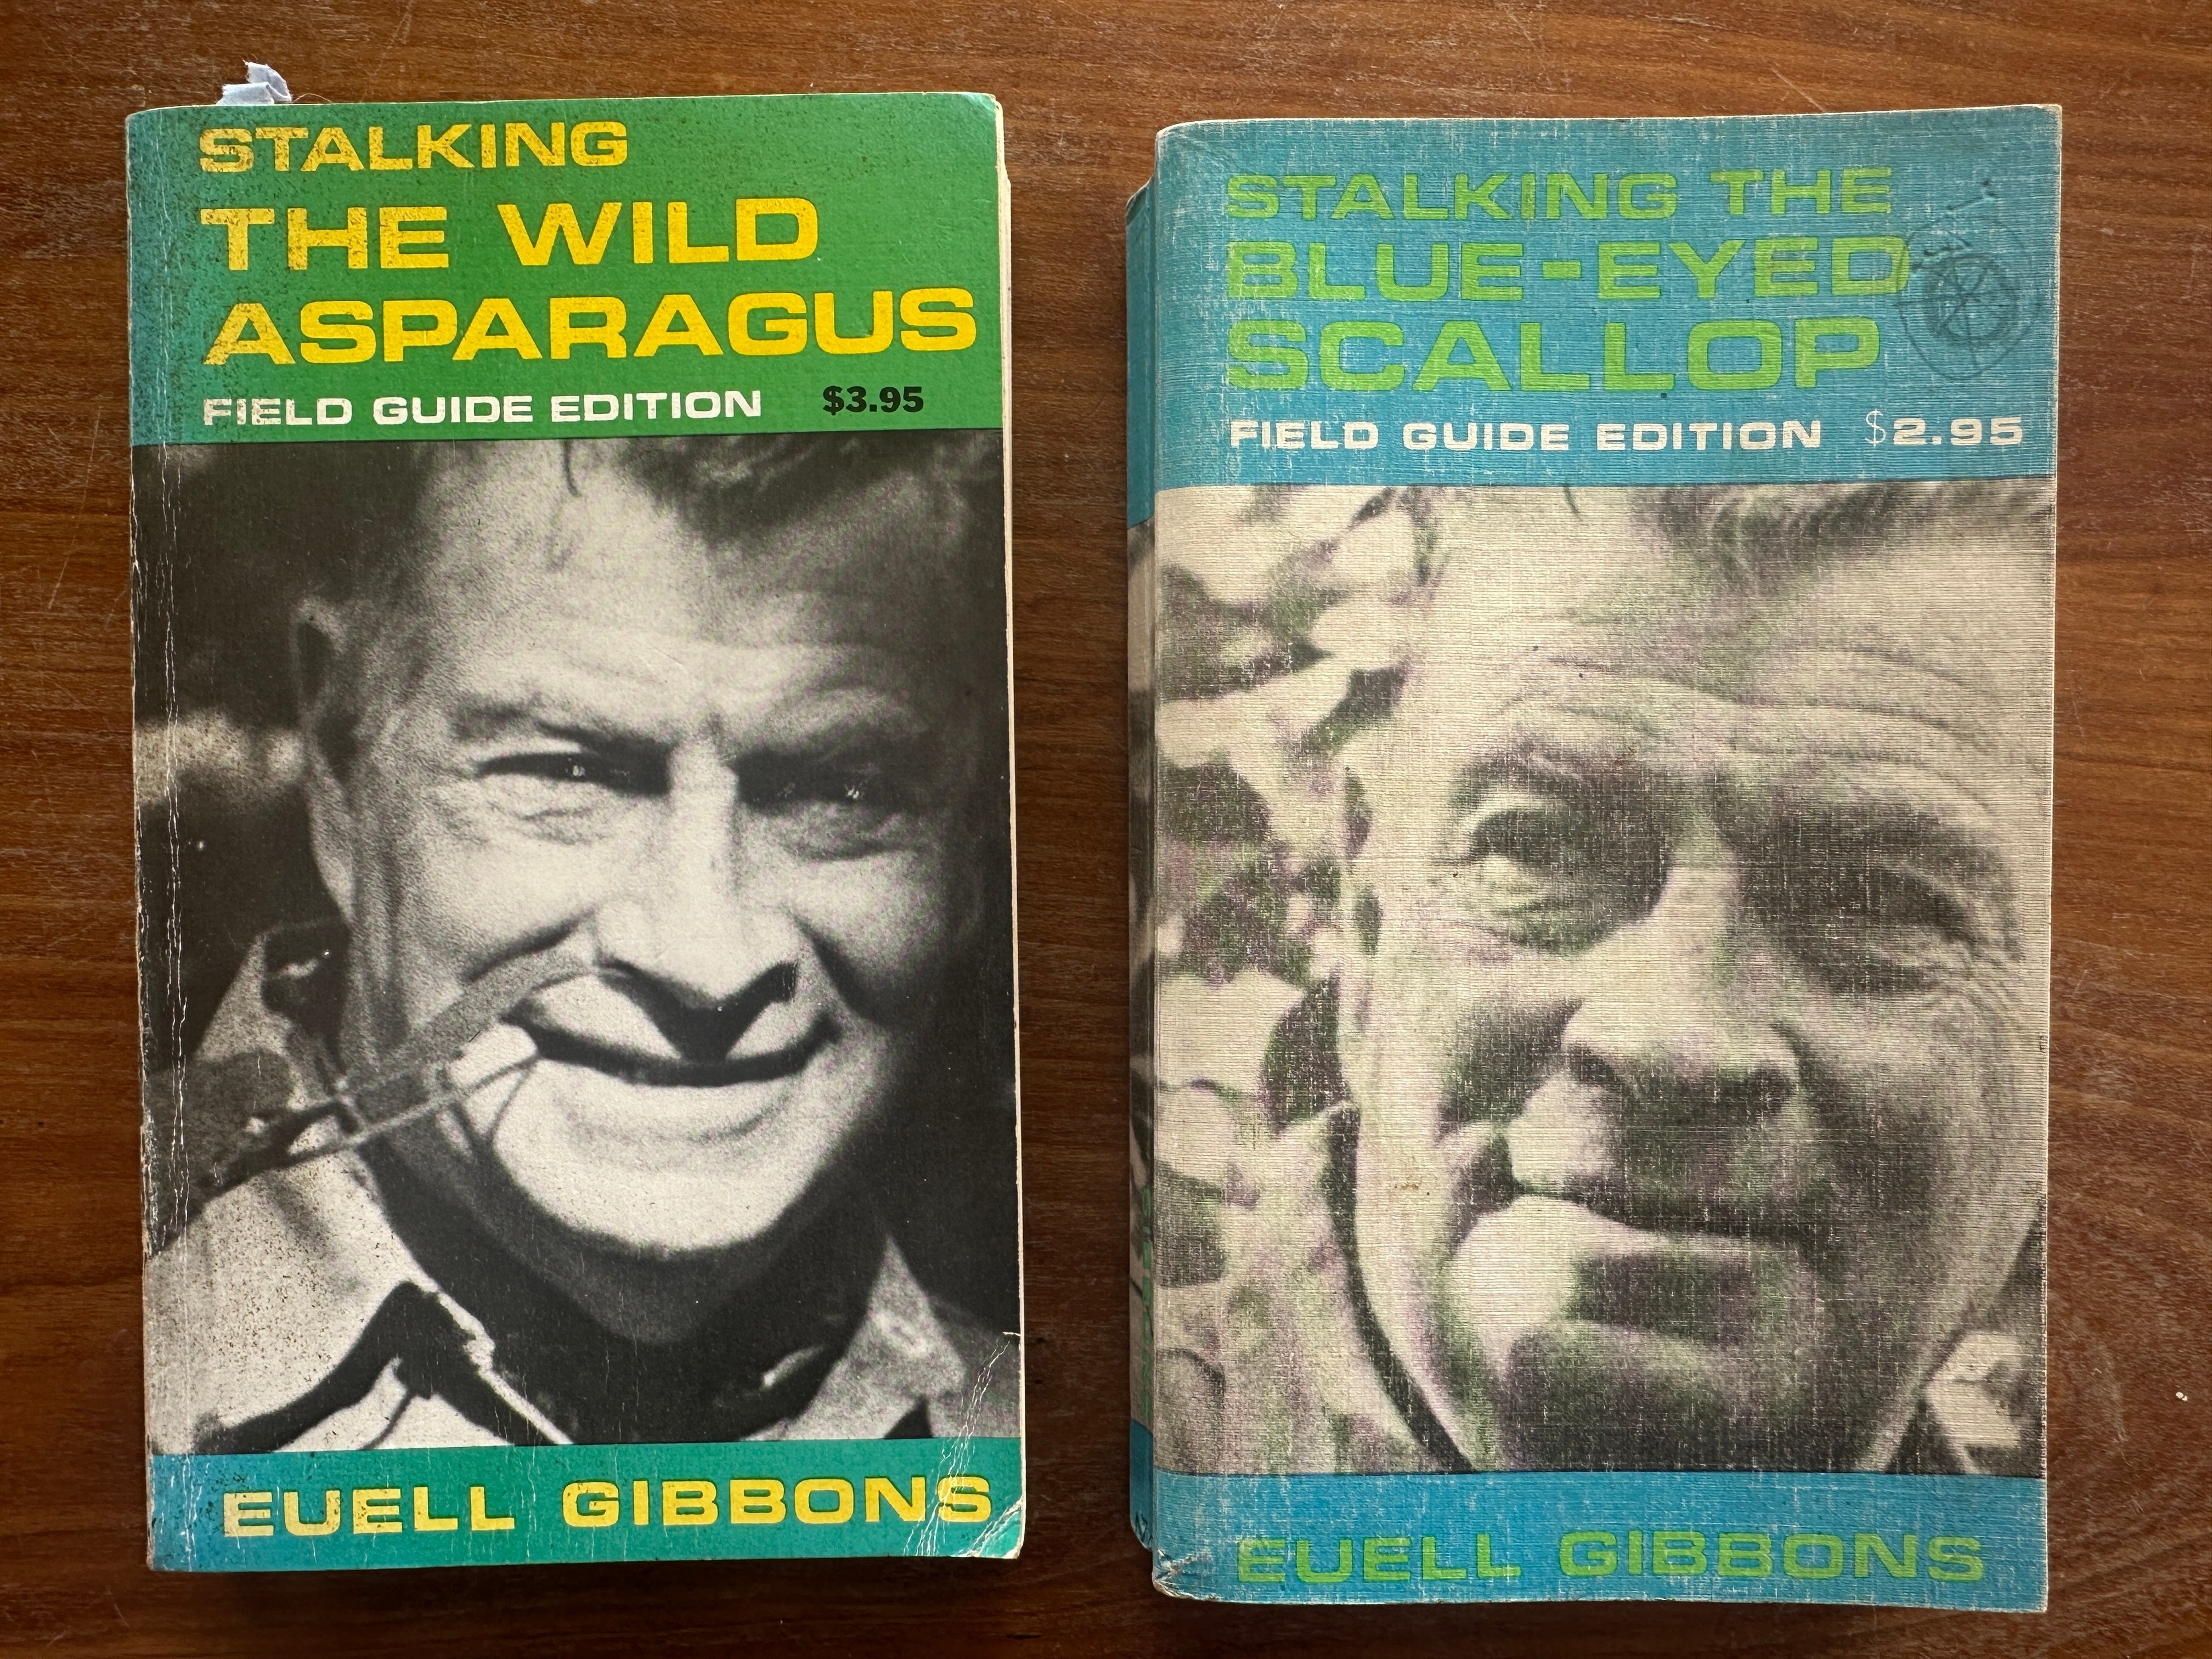 STALKING
THE WILD
ASPARAGUS
FIELD GUIDE EDITION $3.95
EUELL GIBBONS
STALKING THE
BLUE-EYED
SCALLOP
FIELD GUIDE EDITION $2.95
EUELL GIBBONS